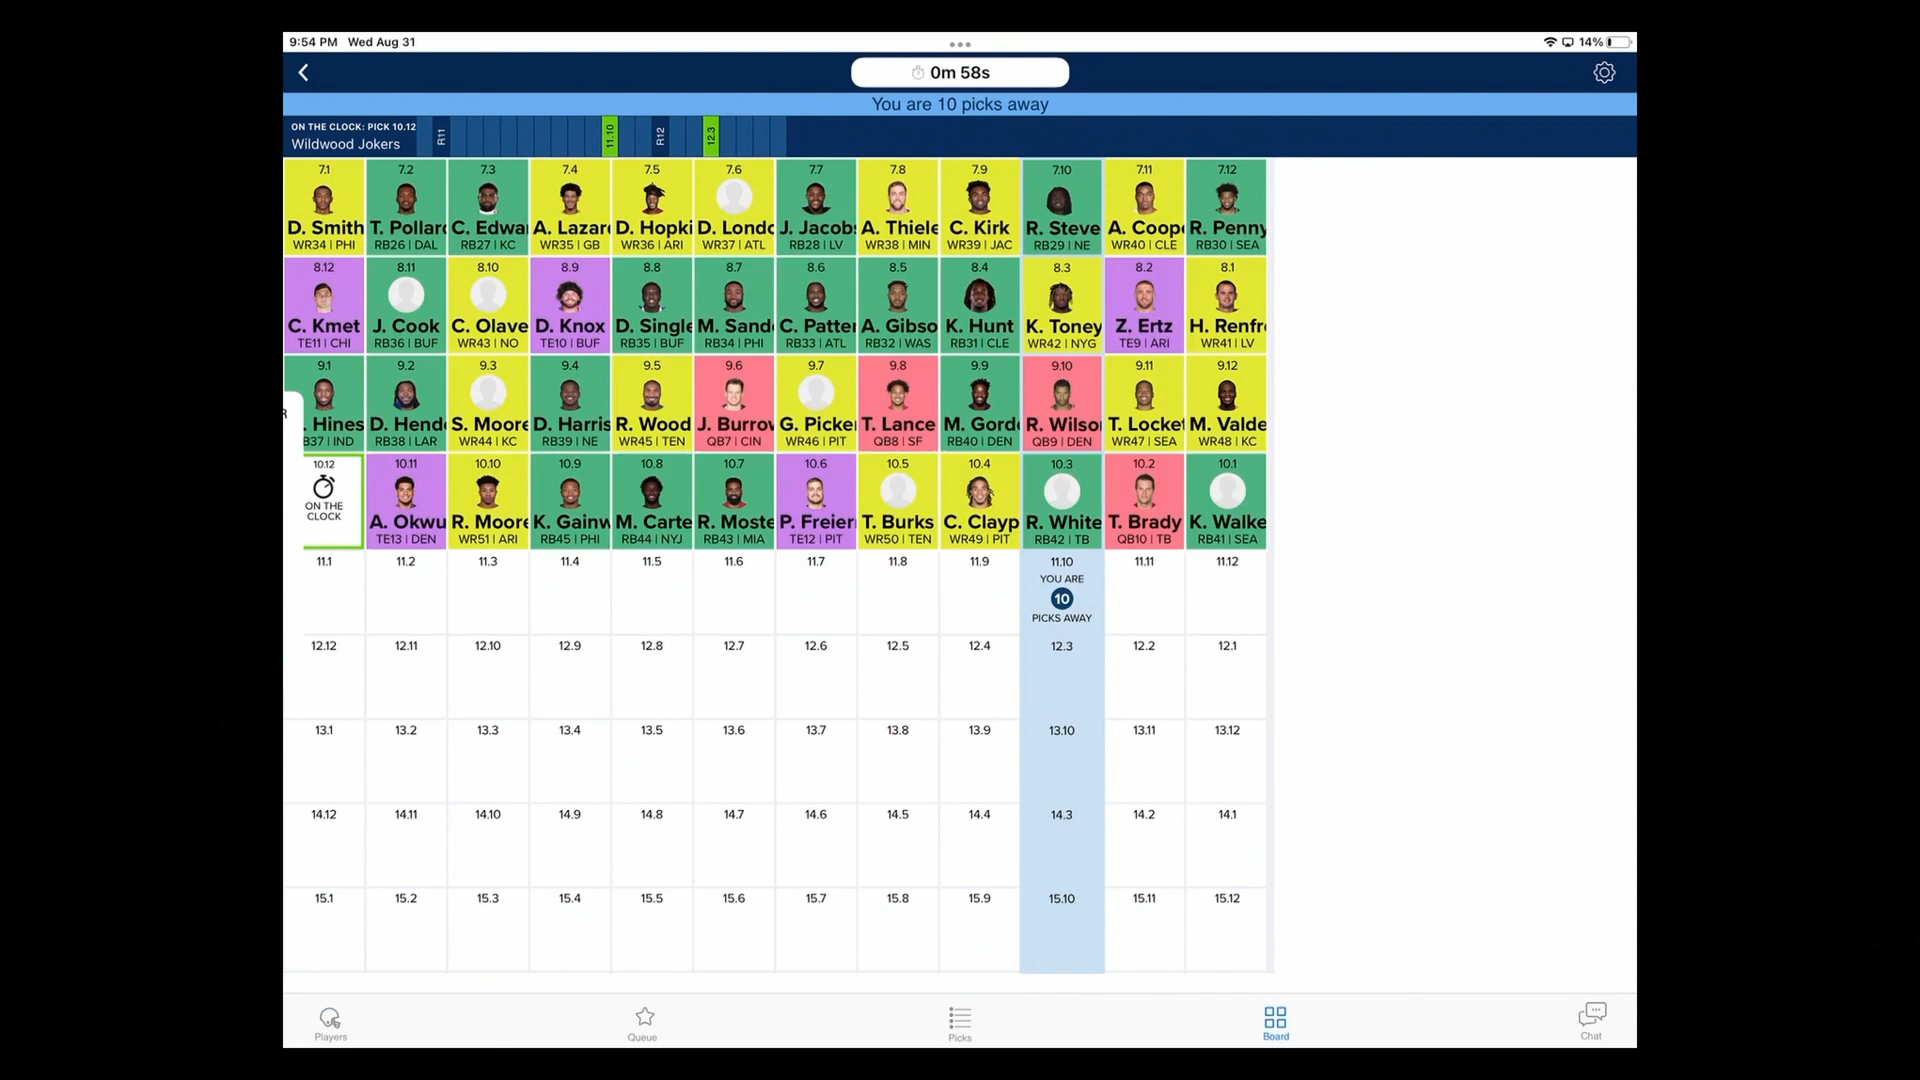 9:54 PM Wed Aug 31
14%
0m 58s
You are 10 picks away
ON THE CLOCK: PICK 10.12
Wildwood Jokers
R11
11.10
R12
12.3
7.1 7.2 7.3 7.4 7.5 7.6 7.7 7.8 7.9 7.10 7.11 7.12
D. Smith T. Pollard C. Edwa A. Lazar D. Hopki D. Londo J. Jacobs A. Thiele C. Kirk R. Steve A. Coop R. Penny
WR34 | PHI RB26 | DAL RB27 | KC WR35 | GB WR36 | ARI WR37 | ATL RB28 | LV WR38 | MIN WR39 | JAC RB29 | NE WR40 | CLE RB30 | SEA
8.12 8.11 8.10 8.9 8.8 8.7 8.6 8.5 8.4 8.3 8.2 8.1
C. Kmet J. Cook C. Olave D. Knox D. Single M. Sand C. Patter A. Gibso K. Hunt K. Toney Z. Ertz H. Renfr
TE11 | CHI RB36 | BUF WR43 | NO TE10 | BUF RB35 | BUF RB34 | PHI RB33 | ATL RB32 | WAS RB31 | CLE WR42 | NYG TE9 | ARI WR41 | LV
9.1 9.2 9.3 9.4 9.5 9.6 9.7 9.8 9.9 9.10 9.11 9.12
R
. Hines D. Hend S. Moore D. Harris R. Wood J. Burrow G. Picke T. Lance M. Gord R. Wilso T. Locket M. Valde
B37 | IND RB38 | LAR WR44 | KC RB39 | NE WR45 | TEN QB7 | CIN WR46 | PIT QB8 | SF RB40 | DEN QB9 | DEN WR47 | SEA WR48 | KC
10.12 10.11 10.10 10.9 10.8 10.7 10.6 10.5 10.4 10.3 10.2 10.1
ON THE
CLOCK
A. Okwu R. Moore K. Gainw M. Carte R. Moste P. Freier T. Burks C. Clayp R. White T. Brady K. Walke
TE13 | DEN WR51 | ARI RB45 | PHI RB44 | NYJ RB43 | MIA TE12 | PIT WR50 | TEN WR49 | PIT RB42 | TB QB10 | TB RB41 | SEA
11.1 11.2 11.3 11.4 11.5 11.6 11.7 11.8 11.9 11.10 11.11 11.12
YOU ARE
10
PICKS AWAY
12.12 12.11 12.10 12.9 12.8 12.7 12.6 12.5 12.4 12.3 12.2 12.1
13.1 13.2 13.3 13.4 13.5 13.6 13.7 13.8 13.9 13.10 13.11 13.12
14.12 14.11 14.10 14.9 14.8 14.7 14.6 14.5 14.4 14.3 14.2 14.1
15.1 15.2 15.3 15.4 15.5 15.6 15.7 15.8 15.9 15.10 15.11 15.12
Players Queue Picks Board Chat